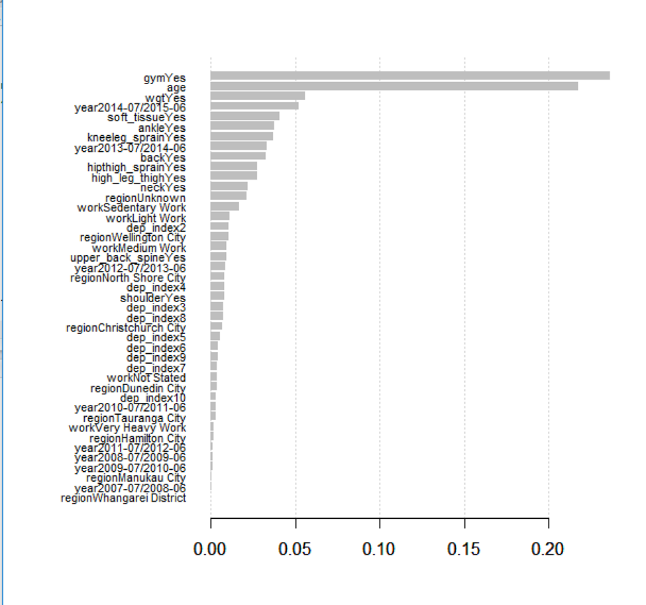 gymYes
age
wgtYes
year2014-07/2015-06
soft_tissueYes
ankleYes
kneeleg_sprainYes
year2013-07/2014-06
backYes
hipthigh_sprainYes
high_leg_thighYes
neckYes
regionUnknown
workSedentary Work
workLight Work
dep_index2
regionWellington City
workMedium Work
upper_back_spineYes
year2012-07/2013-06
regionNorth Shore City
dep_index4
shoulderYes
dep_index3
dep_index8
regionChristchurch City
dep_index5
dep_index6
dep_index9
dep_index7
workNot Stated
regionDunedin City
dep_index10
year2010-07/2011-06
regionTauranga City
workVery Heavy Work
regionHamilton City
year2011-07/2012-06
year2008-07/2009-06
year2009-07/2010-06
regionManukau City
year2007-07/2008-06
regionWhangarei District
0.00 0.05 0.10 0.15 0.20